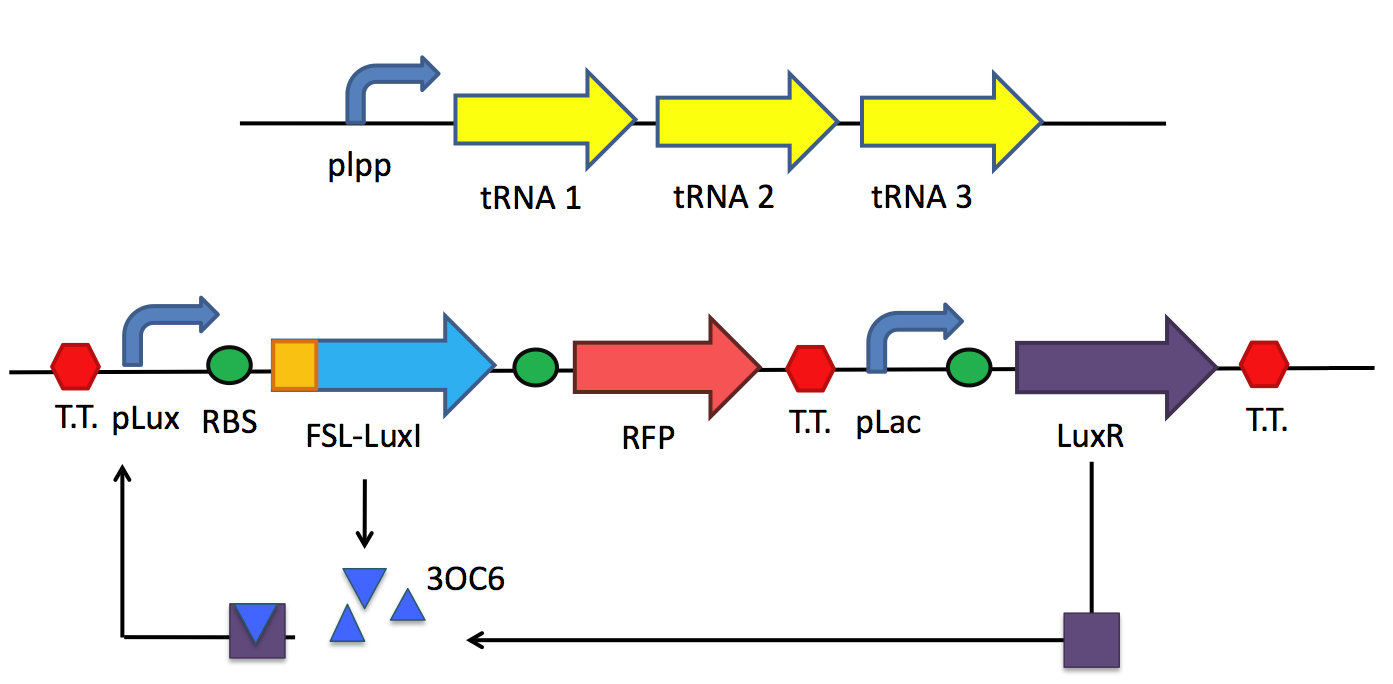 plpp
tRNA 1
tRNA 2
tRNA 3
T.T.
pLux
RBS
FSL-LuxI
RFP
T.T.
pLac
LuxR
T.T.
3OC6